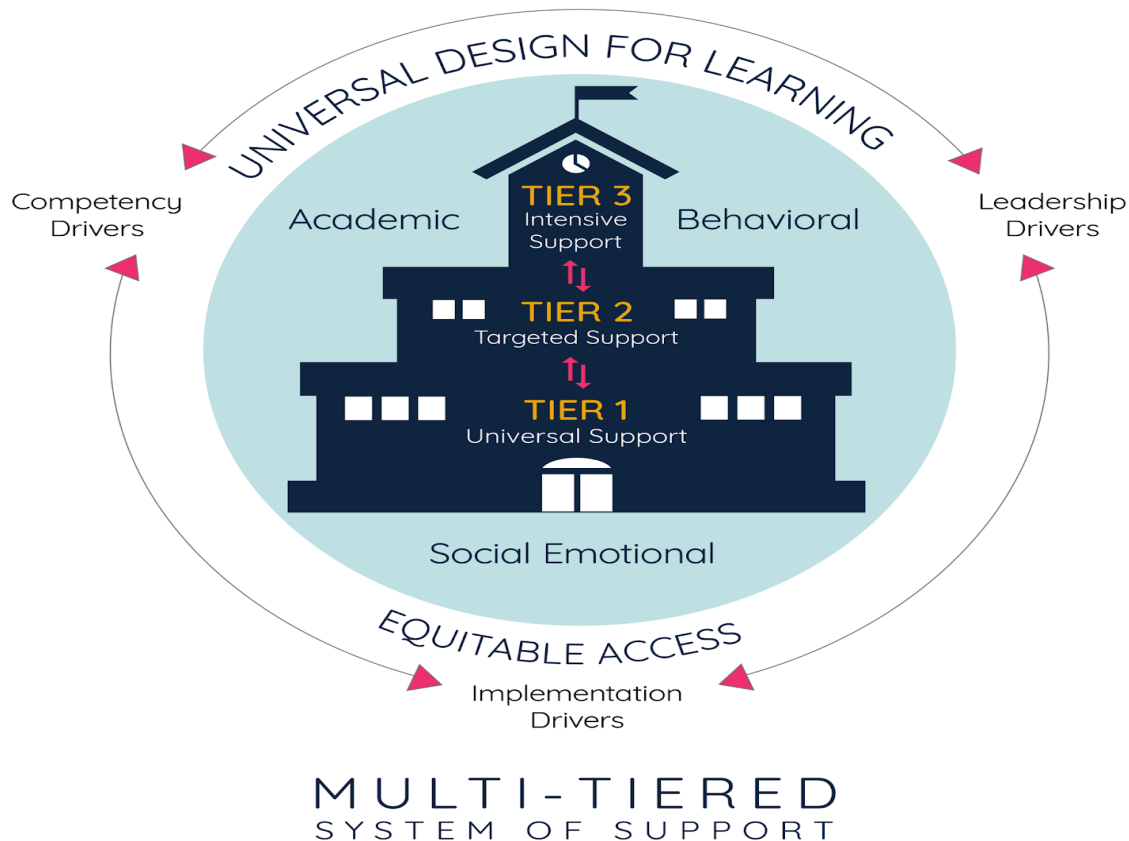 UNIVERSAL DESIGN FOR LEARNING
Competency
Drivers
Leadership
Drivers
Academic
Behavioral
TIER 3
Intensive
Support
TIER 2
Targeted Support
TIER 1
Universal Support
Social Emotional
EQUITABLE ACCESS
Implementation
Drivers
MULTI-TIERED
SYSTEM OF SUPPORT